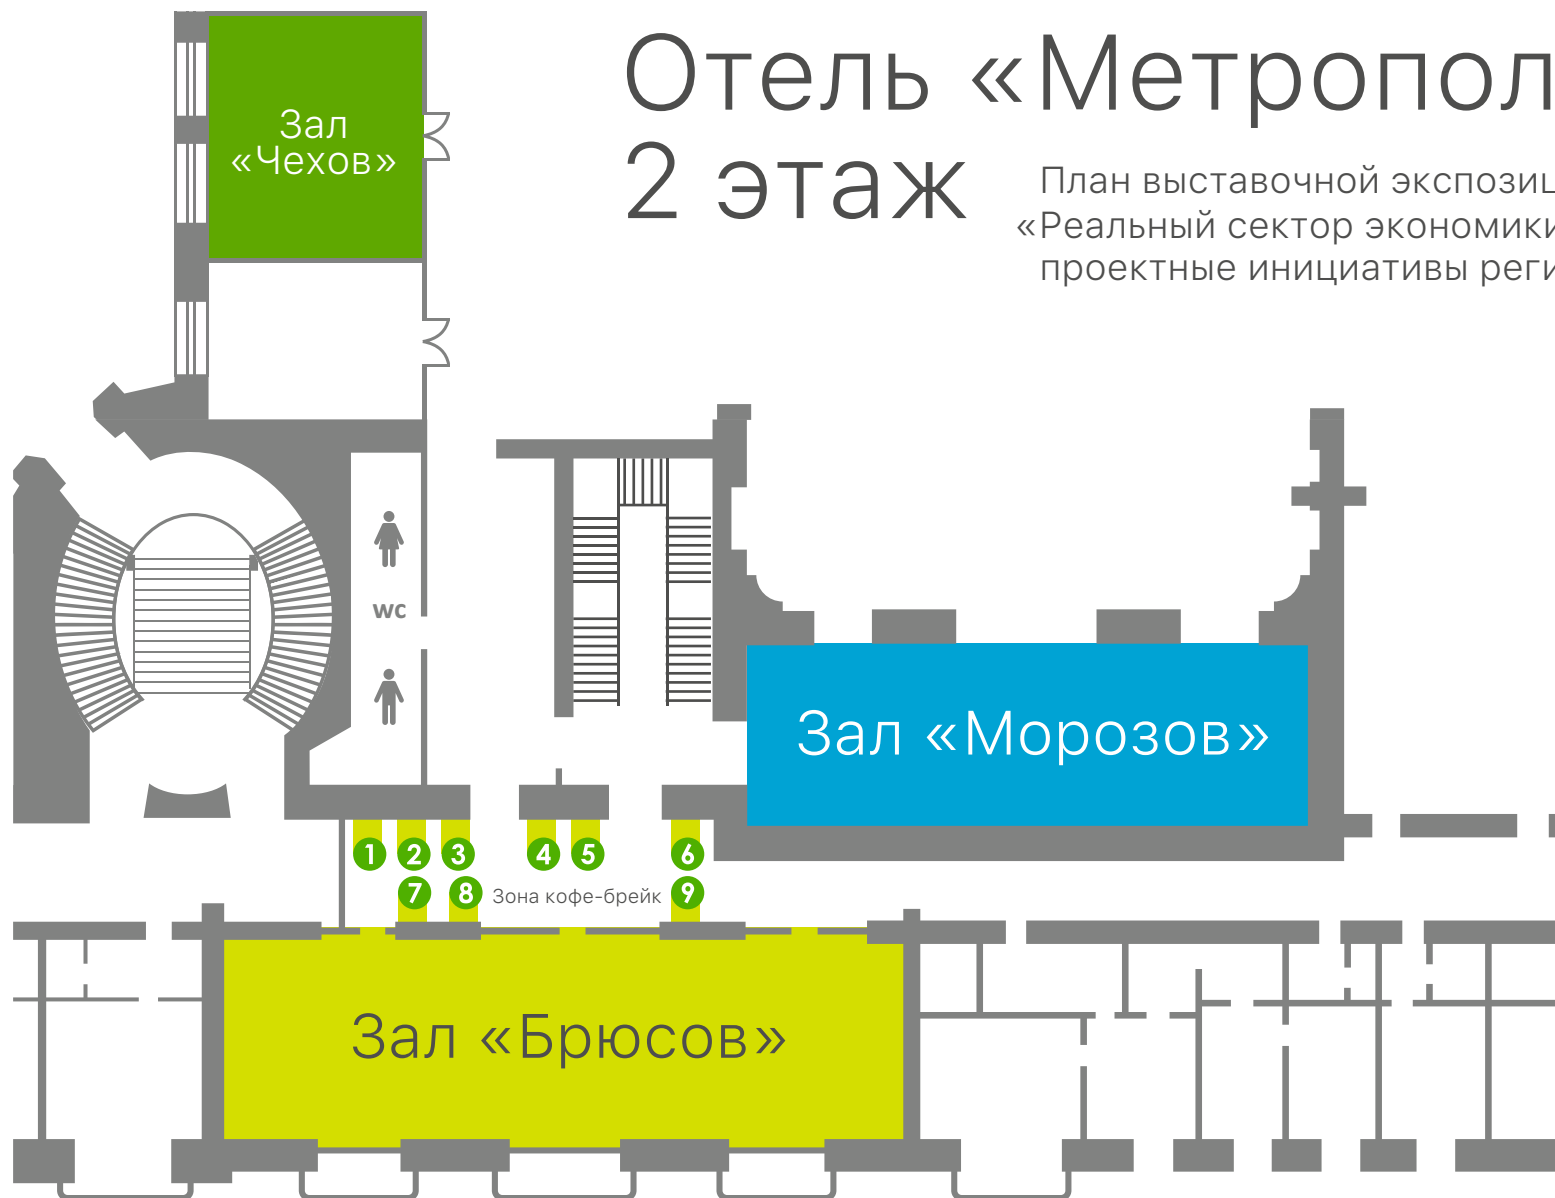 Отель «Метропол
2 этаж
План выставочной экспозиц
«Реальный сектор экономики
проектные инициативы реги
Зал
«Чехов»
WC
Зал «Морозов»
1 2 3 4 5 6
7 8 Зона кофе-брейк 9
Зал «Брюсов»